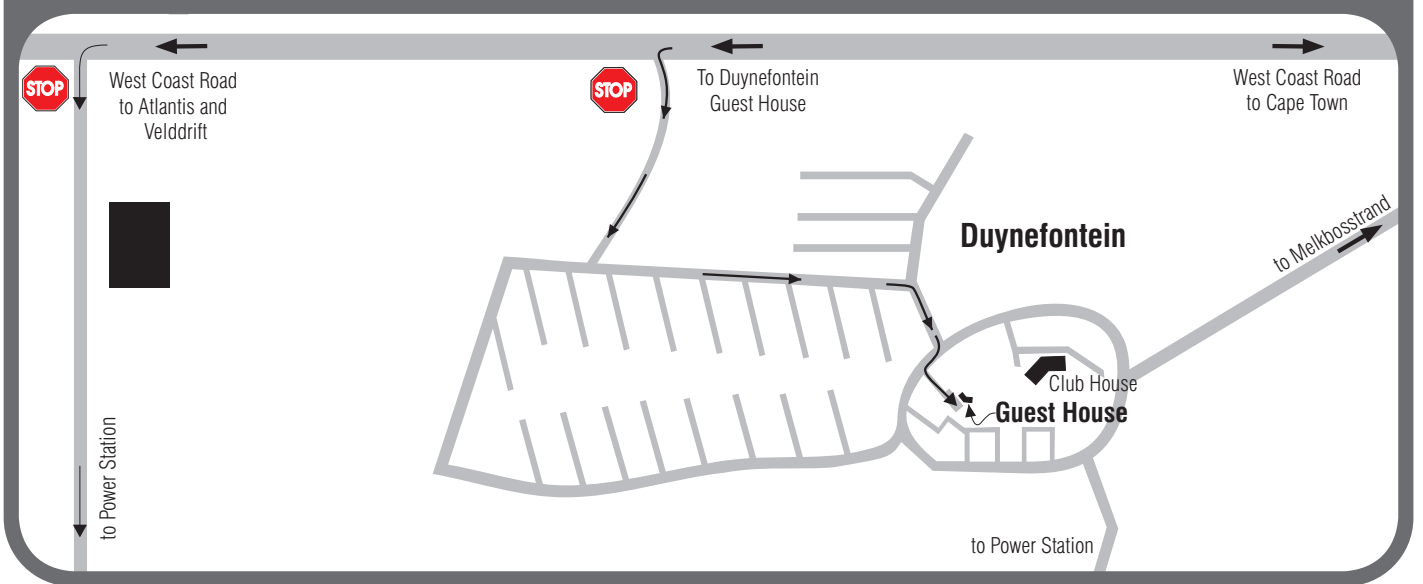 STOP
West Coast Road
to Atlantis and
Velddrift
STOP
To Duynefontein
Guest House
West Coast Road
to Cape Town
Duynefontein
to Melkbosstrand
Club House
Guest House
to Power Station
to Power Station